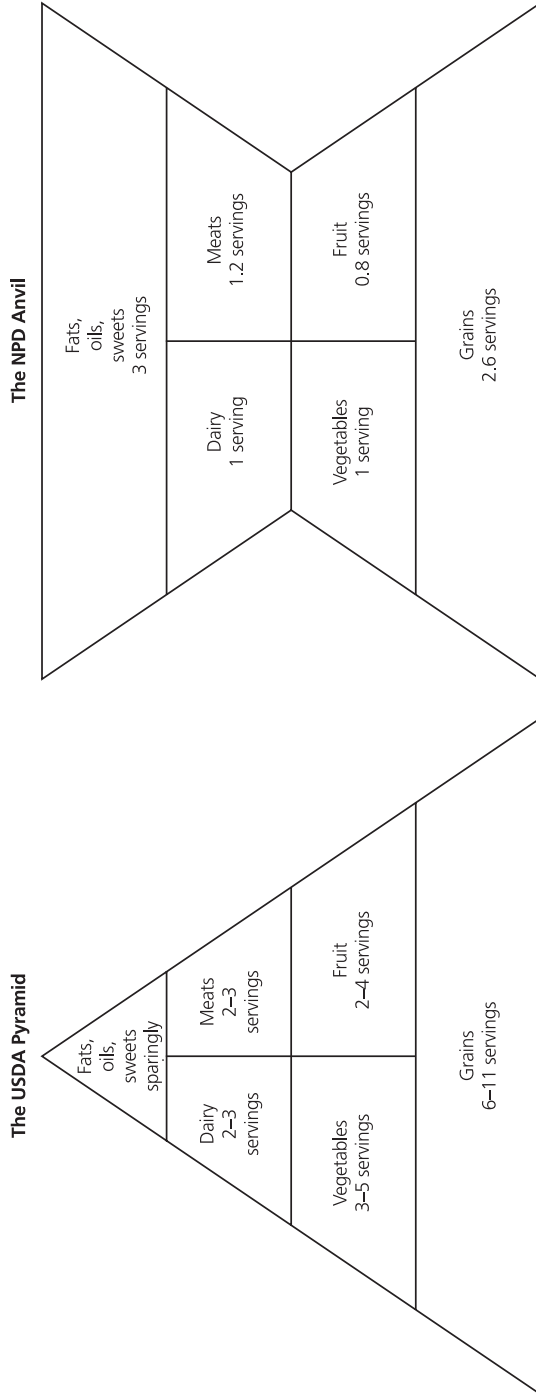 The USDA Pyramid
Fats,
oils,
sweets
sparingly
Dairy
2–3
servings
Meats
2–3
servings
Vegetables
3–5 servings
Fruit
2–4 servings
Grains
6–11 servings
The NPD Anvil
Fats,
oils,
sweets
3 servings
Dairy
1 serving
Meats
1.2 servings
Vegetables
1 serving
Fruit
0.8 servings
Grains
2.6 servings